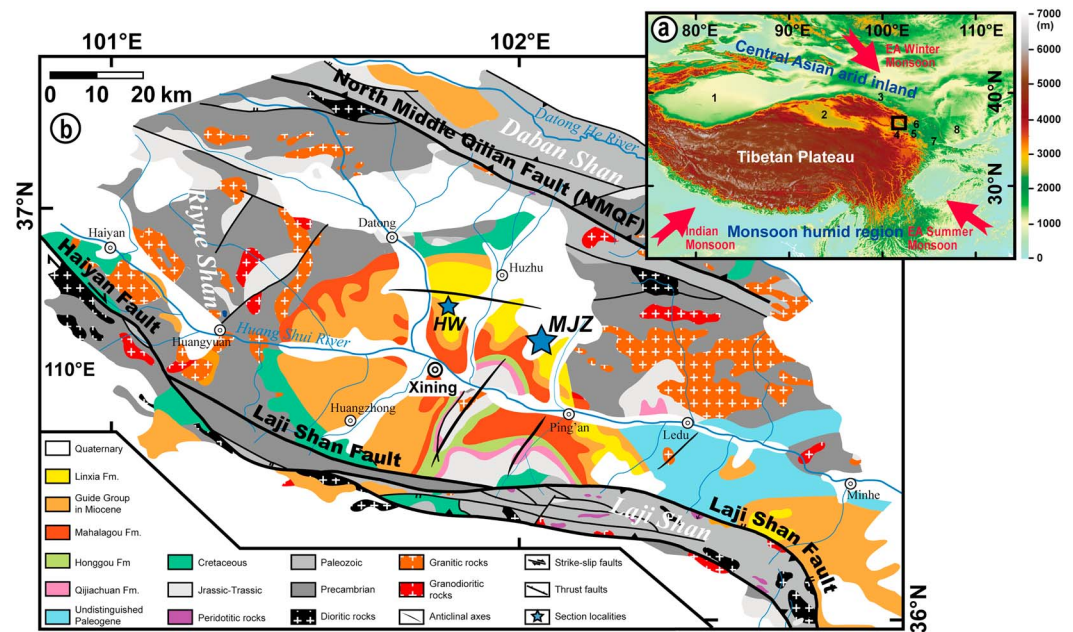 101°E
102°E
0
10
20 km
b
North Middle Qilian Fault (NMQF)
Daban Shan
Datong He River
37°N
Riyue Shan
Haiyan
Haiyan Fault
Datong
Huzhu
HW
MJZ
Huangyuan
Huang Shui River
110°E
Xining
Huangzhong
Ping'an
Ledu
Minhe
Laji Shan Fault
Laji Shan
Laji Shan Fault
36°N
a
80°E
90°E
100°E
110°E
EA Winter
Monsoon
Central Asian arid inland
40°N
30°N
1
2
3
4
5
6
7
8
Tibetan Plateau
Indian
Monsoon
Monsoon humid region
EA Summer
Monsoon
7000
(m)
6000
5000
4000
3000
2000
1000
0
Quaternary
Linxia Fm.
Guide Group
in Miocene
Mahalagou Fm.
Honggou Fm
Qijiachuan Fm.
Undistinguished
Paleogene
Cretaceous
Jrassic-Trassic
Peridotitic rocks
Paleozoic
Precambrian
Dioritic rocks
Granitic rocks
Granodioritic
rocks
Anticlinal axes
Strike-slip faults
Thrust faults
Section localities